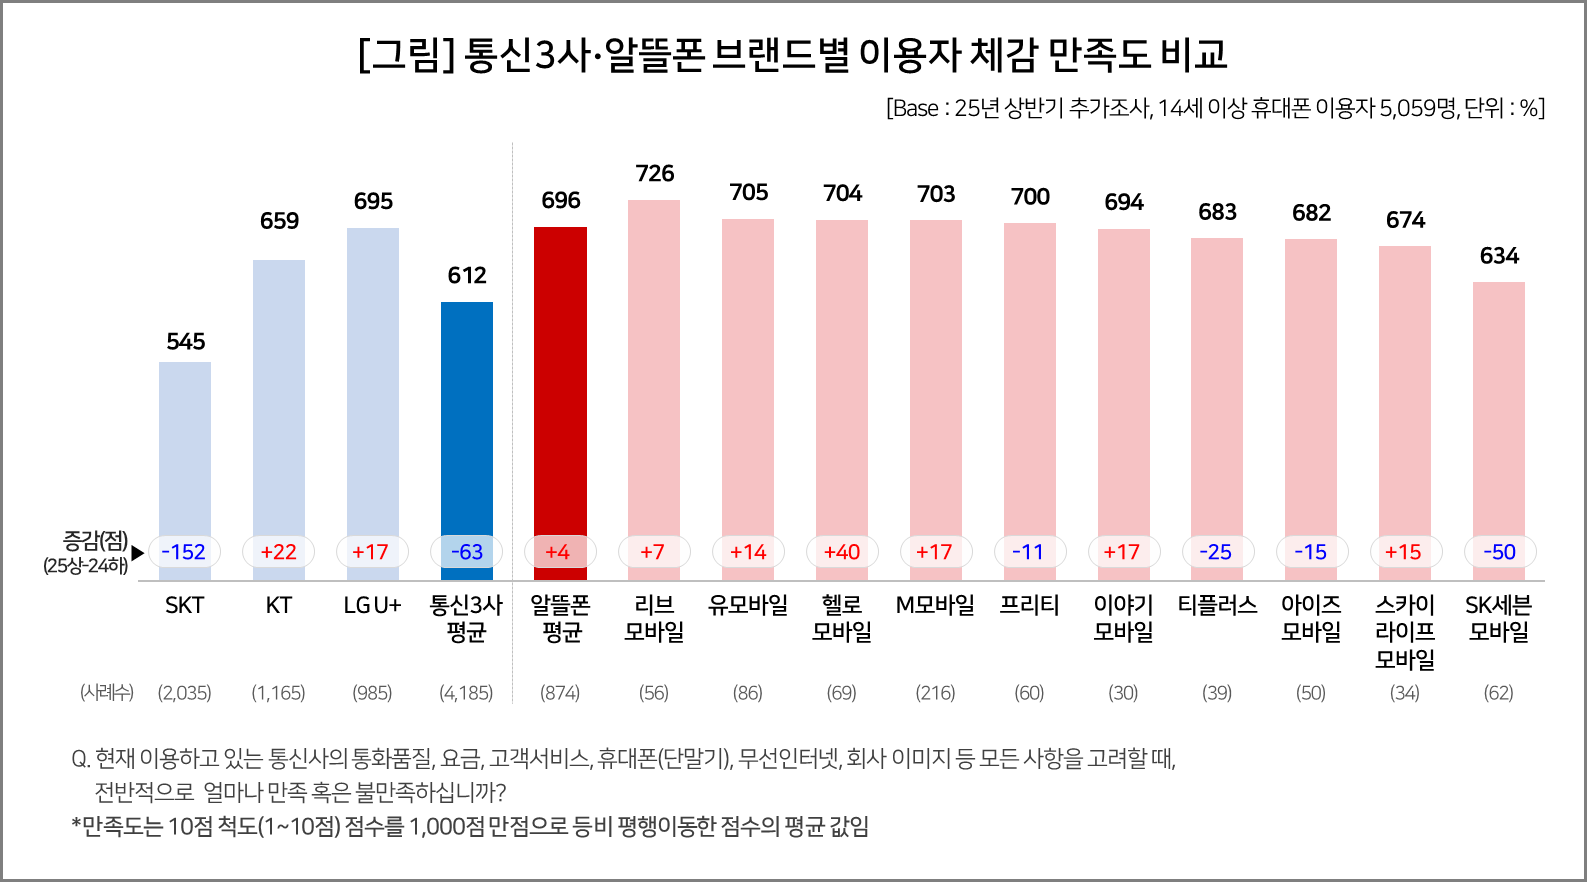 [그림] 통신3사·알뜰폰 브랜드별 이용자 체감 만족도 비교
[Base : 25년 상반기 추가조사, 14세 이상 휴대폰 이용자 5,059명, 단위 : %]
545 659 695 612 696 726 705 704 703 700 694 683 682 674 634
증감(점)
(25상-24하)
▶ -152 +22 +17 -63 +4 +7 +14 +40 +17 -11 +17 -25 -15 +15 -50
SKT KT LG U+ 통신3사 알뜰폰 리브 유모바일 헬로 M모바일 프리티 이야기 티플러스 아이즈 스카이 SK세븐
평균 평균 모바일 모바일 모바일 모바일 라이프 모바일
모바일
(사례수) (2,035) (1,165) (985) (4,185) (874) (56) (86) (69) (216) (60) (30) (39) (50) (34) (62)
Q. 현재 이용하고 있는 통신사의 통화품질, 요금, 고객서비스, 휴대폰(단말기), 무선인터넷, 회사 이미지 등 모든 사항을 고려할 때,
전반적으로 얼마나 만족 혹은 불만족하십니까?
*만족도는 10점 척도(1~10점) 점수를 1,000점 만점으로 등비 평행이동한 점수의 평균 값임